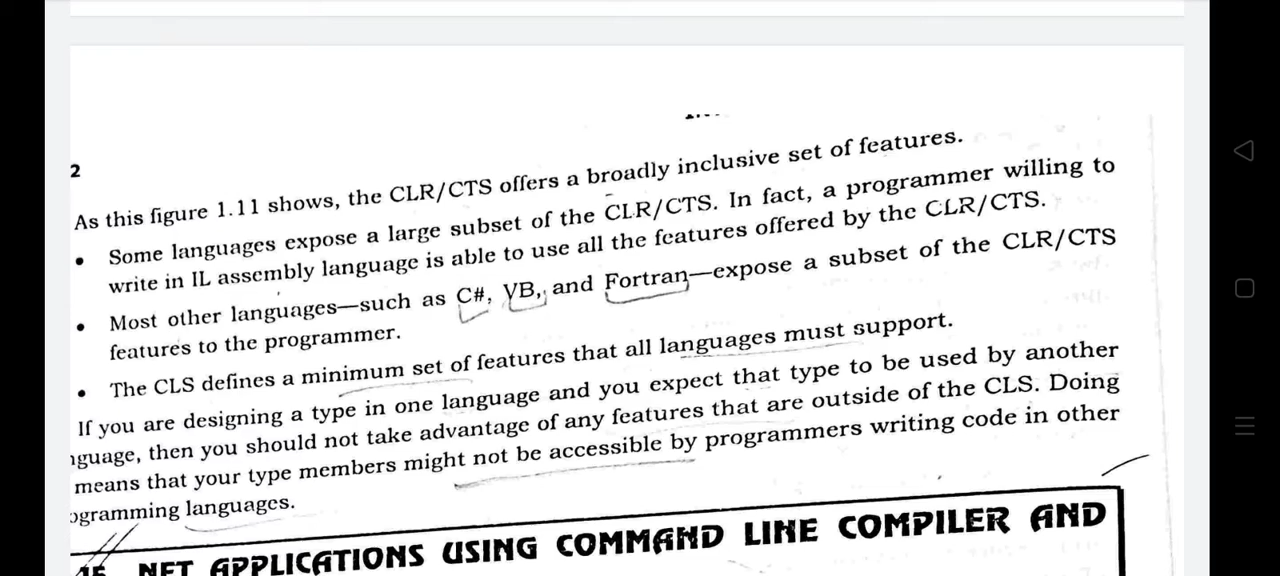 2
As this figure 1.11 shows, the CLR/CTS offers a broadly inclusive set of features.
• Some languages expose a large subset of the CLR/CTS. In fact, a programmer willing to
write in IL assembly language is able to use all the features offered by the CLR/CTS.
• Most other languages—such as C#, VB, and Fortran—expose a subset of the CLR/CTS
features to the programmer.
• The CLS defines a minimum set of features that all languages must support.
If you are designing a type in one language and you expect that type to be used by another
nguage, then you should not take advantage of any features that are outside of the CLS. Doing
means that your type members might not be accessible by programmers writing code in other
ogramming languages.
NET APPLICATIONS USING COMMAND LINE COMPILER AND